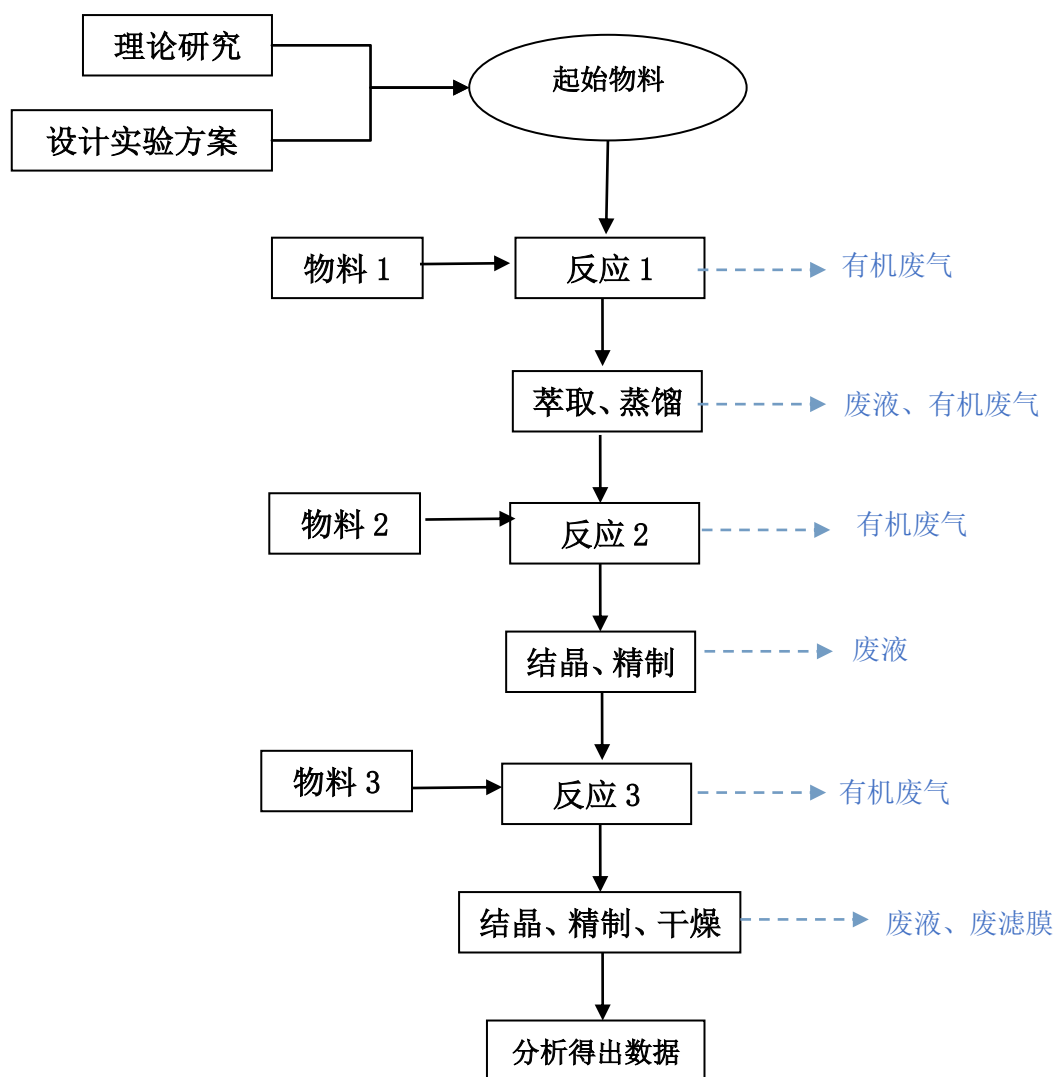 理论研究
起始物料
设计实验方案
物料 1
反应 1
有机废气
萃取、蒸馏
废液、有机废气
物料 2
反应 2
有机废气
结晶、精制
废液
物料 3
反应 3
有机废气
结晶、精制、干燥
废液、废滤膜
分析得出数据